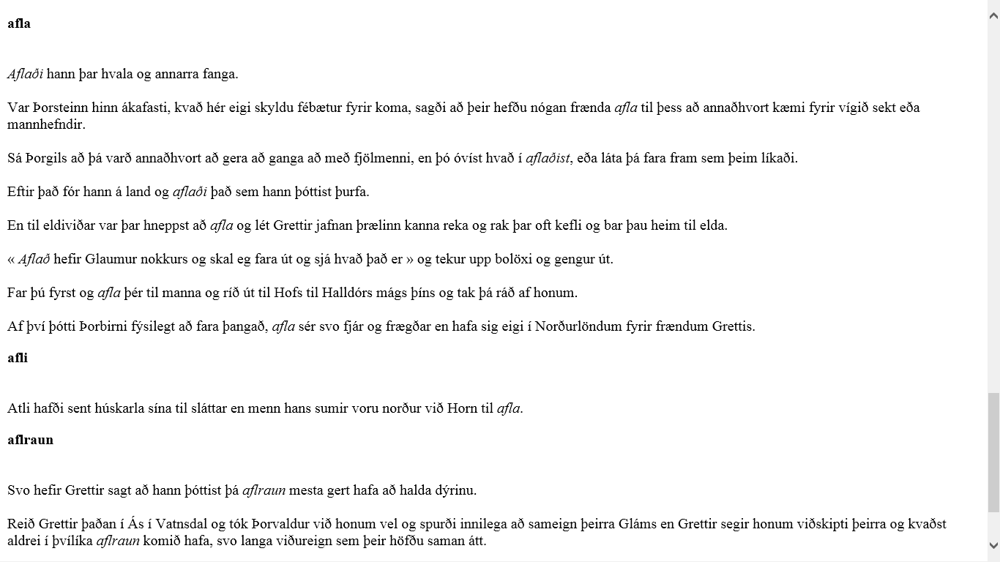 afla
Aflaði hann þar hvala og annarra fanga.
Var Þorsteinn hinn ákafasti, kvað hér eigi skyldu fébætur fyrir koma, sagði að þeir hefðu nógan frænda afla til þess að annaðhvort kæmi fyrir vígið sekt eða
mannhefndir.
Sá Þorgils að þá varð annaðhvort að gera að ganga að með fjölmenni, en þó óvíst hvað í aflaðist, eða láta þá fara fram sem þeim líkaði.
Eftir það fór hann á land og aflaði það sem hann þóttist þurfa.
En til eldiviðar var þar hneppst að afla og lét Grettir jafnan þrælinn kanna reka og rak þar oft kefli og bar þau heim til elda.
« Aflað hefir Glaumur nokkurs og skal eg fara út og sjá hvað það er » og tekur upp bolöxi og gengur út.
Far þú fyrst og afla þér til manna og ríð út til Hofs til Halldórs mágs þíns og tak þá ráð af honum.
Af því þótti Þorbirni fýsilegt að fara þangað, afla sér svo fjár og frægðar en hafa sig eigi í Norðurlöndum fyrir frændum Grettis.
afli
Atli hafði sent húskarla sína til sláttar en menn hans sumir voru norður við Horn til afla.
aflraun
Svo hefir Grettir sagt að hann þóttist þá aflraun mesta gert hafa að halda dýrinu.
Reið Grettir þaðan í Ás í Vatnsdal og tók Þorvaldur við honum vel og spurði innilega að sameign þeirra Gláms en Grettir segir honum viðskipti þeirra og kvaðst
aldrei í þvílíka aflraun komið hafa, svo langa viðureign sem þeir höfðu saman átt.